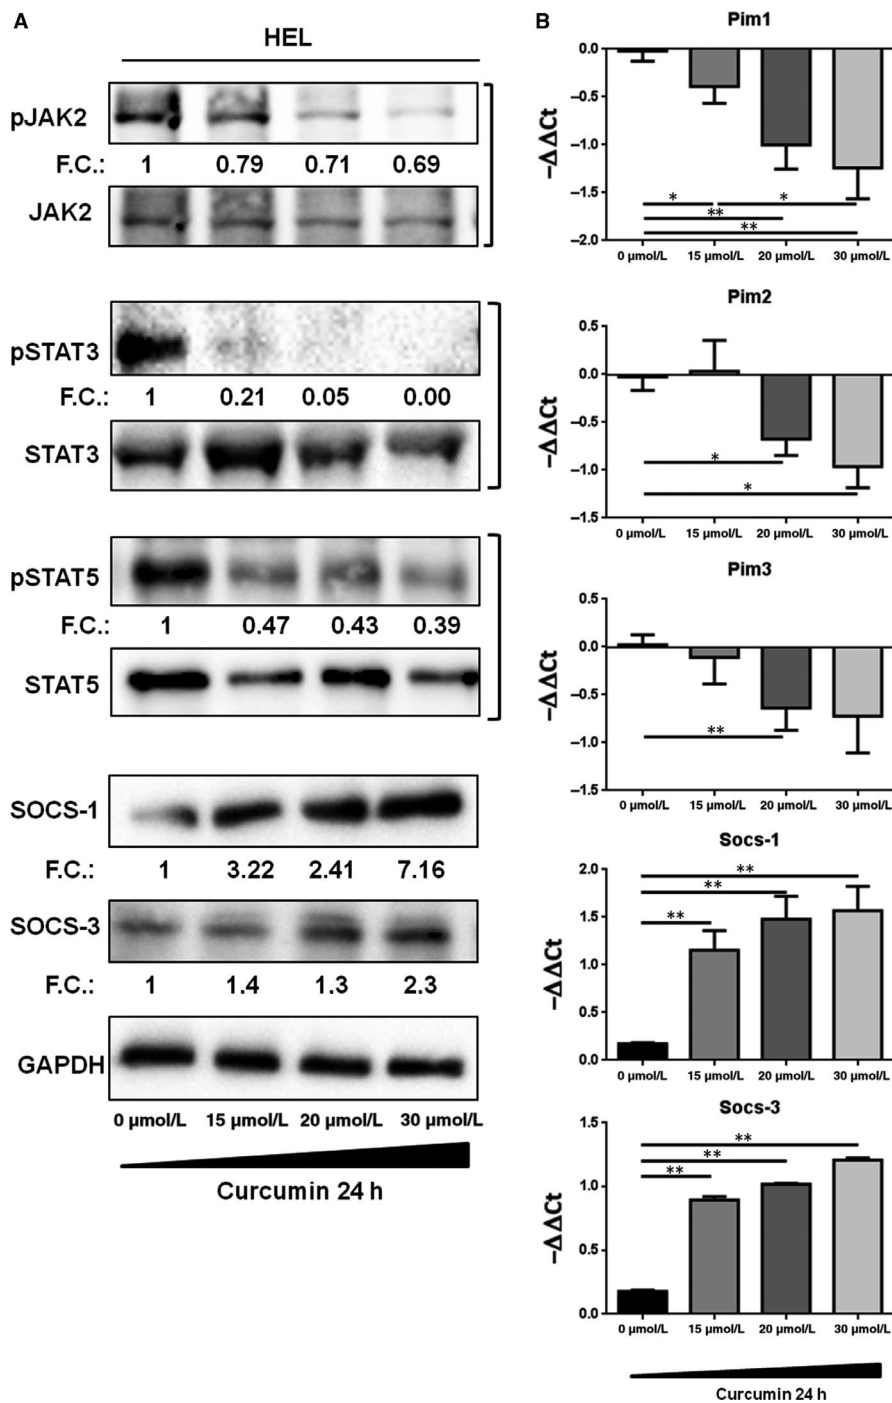 A
HEL
pJAK2
F.C.: 1 0.79 0.71 0.69
JAK2
pSTAT3
F.C.: 1 0.21 0.05 0.00
STAT3
pSTAT5
F.C.: 1 0.47 0.43 0.39
STAT5
SOCS-1
F.C.: 1 3.22 2.41 7.16
SOCS-3
F.C.: 1 1.4 1.3 2.3
GAPDH
0 µmol/L 15 µmol/L 20 µmol/L 30 µmol/L
Curcumin 24 h
B
Pim1
−ΔΔCt
0.0
−0.5
−1.0
−1.5
−2.0
* *
**
**
0 µmol/L 15 µmol/L 20 µmol/L 30 µmol/L
Pim2
−ΔΔCt
0.5
0.0
−0.5
−1.0
−1.5
*
*
0 µmol/L 15 µmol/L 20 µmol/L 30 µmol/L
Pim3
−ΔΔCt
0.5
0.0
−0.5
−1.0
−1.5
**
0 µmol/L 15 µmol/L 20 µmol/L 30 µmol/L
Socs-1
−ΔΔCt
2.0
1.5
1.0
0.5
0.0
**
**
**
0 µmol/L 15 µmol/L 20 µmol/L 30 µmol/L
Socs-3
−ΔΔCt
1.5
1.0
0.5
0.0
**
**
**
0 µmol/L 15 µmol/L 20 µmol/L 30 µmol/L
Curcumin 24 h